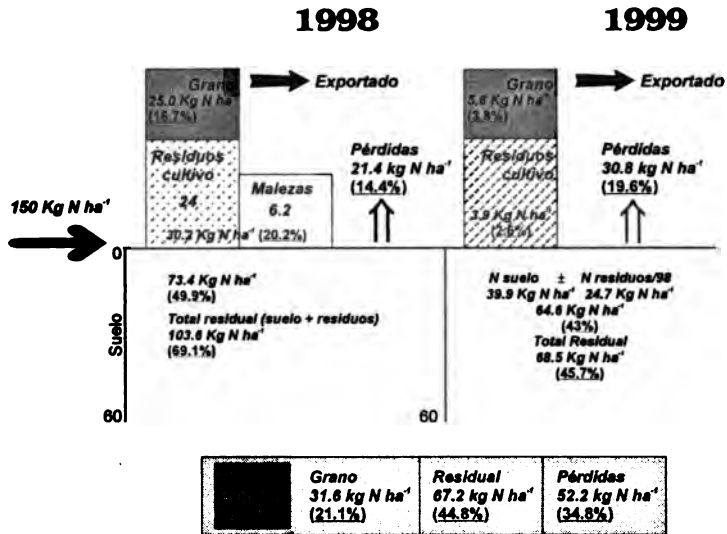 1998
1999
Grano
25.0 Kg N ha⁻¹
(16.7%)
Exportado
Residuos
cultivo
24
Malezas
6.2
30.2 Kg N ha⁻¹ (20.2%)
Pérdidas
21.4 kg N ha⁻¹
(14.4%)
150 Kg N ha⁻¹
Grano
5.6 Kg N ha⁻¹
(3.8%)
Exportado
Residuos
cultivo
3.9 Kg N ha⁻¹
(2.6%)
Pérdidas
30.8 kg N ha⁻¹
(19.6%)
0
Suelo
60
73.4 Kg N ha⁻¹
(49.9%)
Total residual (suelo + residuos)
103.6 Kg N ha⁻¹
(69.1%)
60
N suelo ± N residuos/98
39.9 Kg N ha⁻¹ 24.7 Kg N ha⁻¹
64.6 Kg N ha⁻¹
(43%)
Total Residual
68.5 Kg N ha⁻¹
(45.7%)
Grano
31.6 kg N ha⁻¹
(21.1%)
Residual
67.2 kg N ha⁻¹
(44.8%)
Pérdidas
52.2 kg N ha⁻¹
(34.8%)